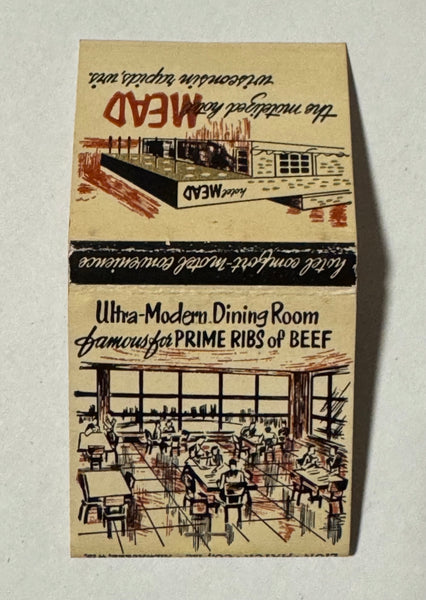 the motelized hotel
MEAD
wisconsin rapids, wis.
hotel MEAD
hotel comfort-motel convenience
Ultra-Modern Dining Room
famous for PRIME RIBS of BEEF